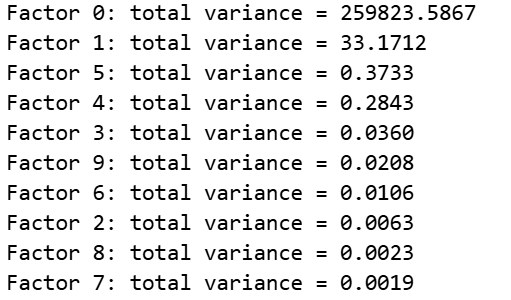 Factor 0: total variance = 259823.5867
Factor 1: total variance = 33.1712
Factor 5: total variance = 0.3733
Factor 4: total variance = 0.2843
Factor 3: total variance = 0.0360
Factor 9: total variance = 0.0208
Factor 6: total variance = 0.0106
Factor 2: total variance = 0.0063
Factor 8: total variance = 0.0023
Factor 7: total variance = 0.0019